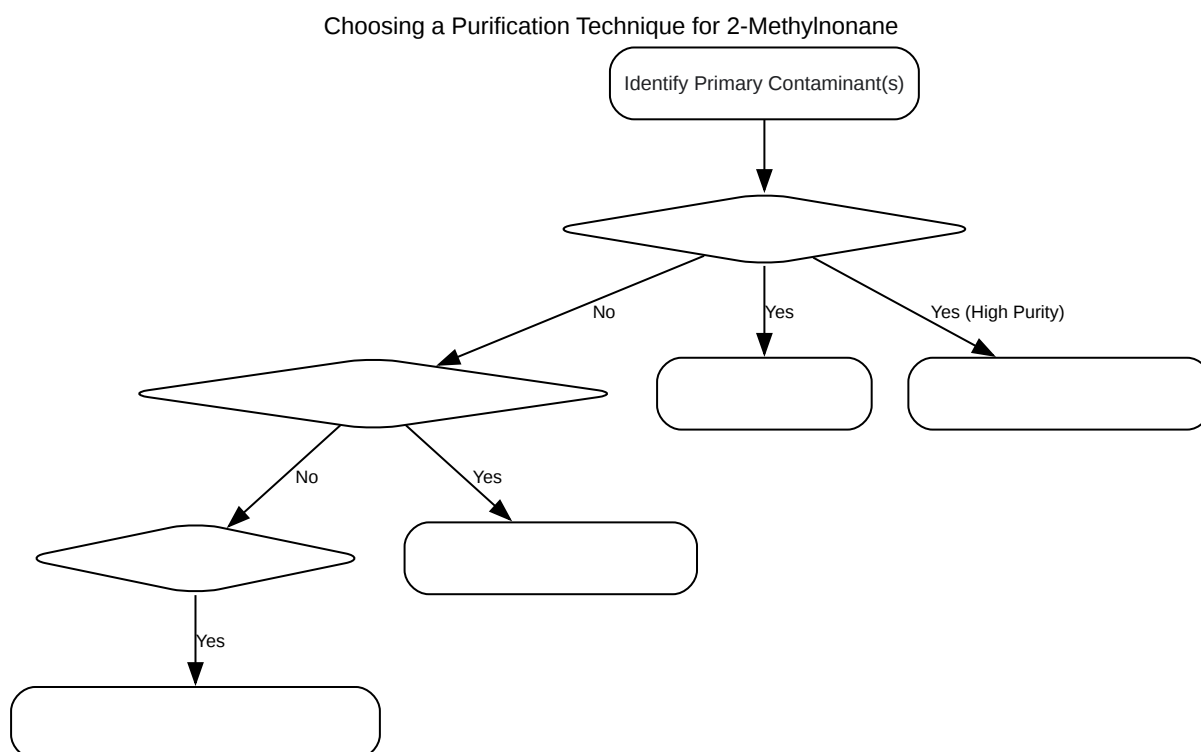 Choosing a Purification Technique for 2-Methylnonane
Identify Primary Contaminant(s)
No
Yes
Yes (High Purity)
No
Yes
Yes